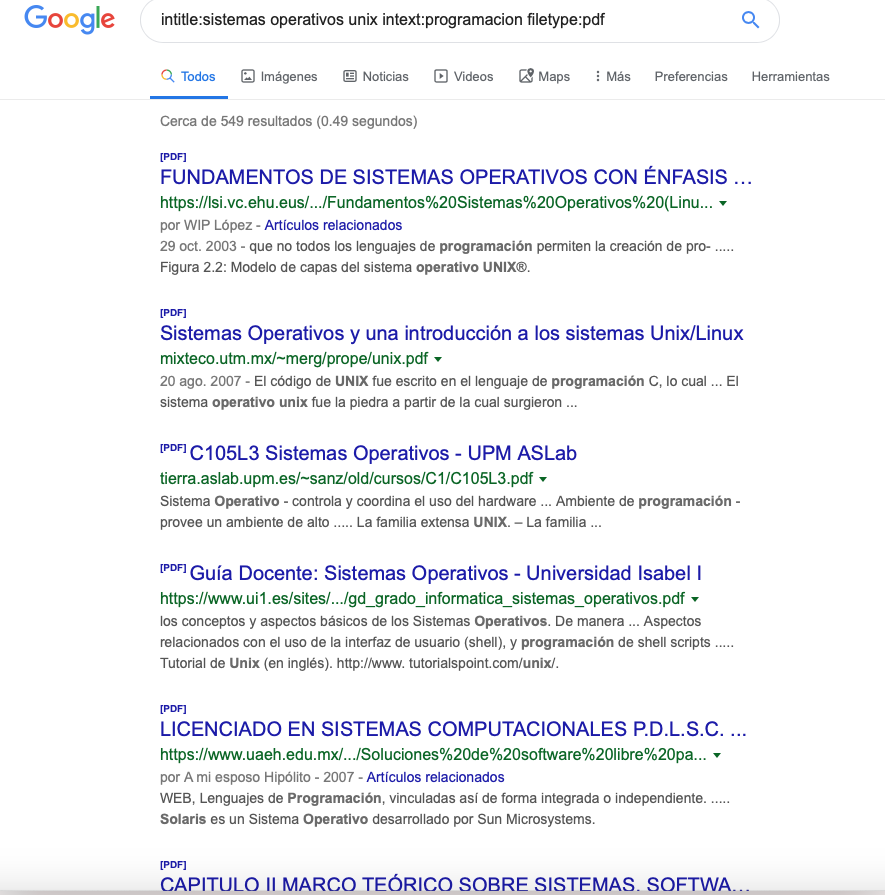 Google
intitle:sistemas operativos unix intext:programacion filetype:pdf
Todos Imágenes Noticias Videos Maps Más Preferencias Herramientas
Cerca de 549 resultados (0.49 segundos)
[PDF]
FUNDAMENTOS DE SISTEMAS OPERATIVOS CON ÉNFASIS ...
https://lsi.vc.ehu.eus/.../Fundamentos%20Sistemas%20Operativos%20(Linu...
por WIP López - Artículos relacionados
29 oct. 2003 - que no todos los lenguajes de programación permiten la creación de pro- .....
Figura 2.2: Modelo de capas del sistema operativo UNIX®.
[PDF]
Sistemas Operativos y una introducción a los sistemas Unix/Linux
mixteco.utm.mx/~merg/prope/unix.pdf
20 ago. 2007 - El código de UNIX fue escrito en el lenguaje de programación C, lo cual ... El
sistema operativo unix fue la piedra a partir de la cual surgieron ...
[PDF] C105L3 Sistemas Operativos - UPM ASLab
tierra.aslab.upm.es/~sanz/old/cursos/C1/C105L3.pdf
Sistema Operativo - controla y coordina el uso del hardware ... Ambiente de programación -
provee un ambiente de alto ..... La familia extensa UNIX. – La familia ...
[PDF] Guía Docente: Sistemas Operativos - Universidad Isabel I
https://www.ui1.es/sites/.../gd_grado_informatica_sistemas_operativos.pdf
los conceptos y aspectos básicos de los Sistemas Operativos. De manera ... Aspectos
relacionados con el uso de la interfaz de usuario (shell), y programación de shell scripts .....
Tutorial de Unix (en inglés). http://www. tutorialspoint.com/unix/.
[PDF]
LICENCIADO EN SISTEMAS COMPUTACIONALES P.D.L.S.C. ...
https://www.uaeh.edu.mx/.../Soluciones%20de%20software%20libre%20pa...
por A mi esposo Hipólito - 2007 - Artículos relacionados
WEB, Lenguajes de Programación, vinculadas así de forma integrada o independiente. .....
Solaris es un Sistema Operativo desarrollado por Sun Microsystems.
[PDF]
CAPITULO II MARCO TEÓRICO SOBRE SISTEMAS, SOFTWA...